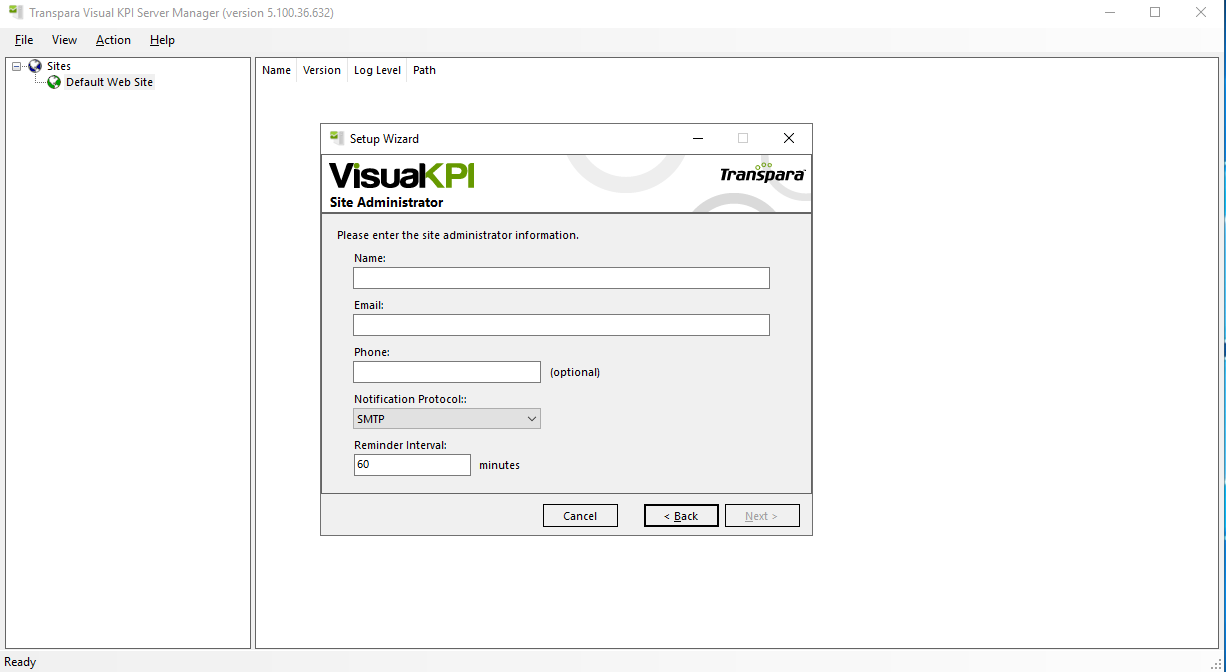 Transpara Visual KPI Server Manager (version 5.100.36.632)
File View Action Help
Sites
Default Web Site
Name Version Log Level Path
Setup Wizard
VisualKPI
Transpara
Site Administrator
Please enter the site administrator information.
Name:
Email:
Phone:
(optional)
Notification Protocol::
SMTP
Reminder Interval:
60 minutes
Cancel < Back Next >
Ready